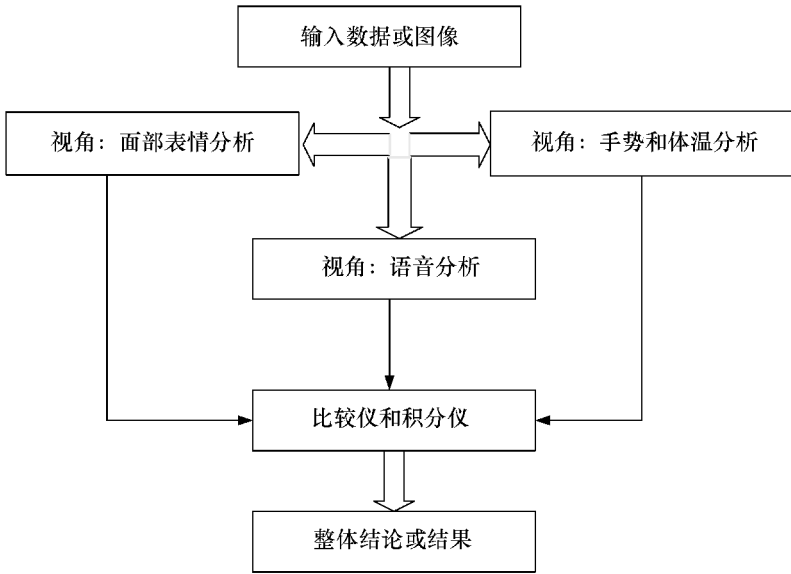 输入数据或图像
视角：面部表情分析
视角：手势和体温分析
视角：语音分析
比较仪和积分仪
整体结论或结果